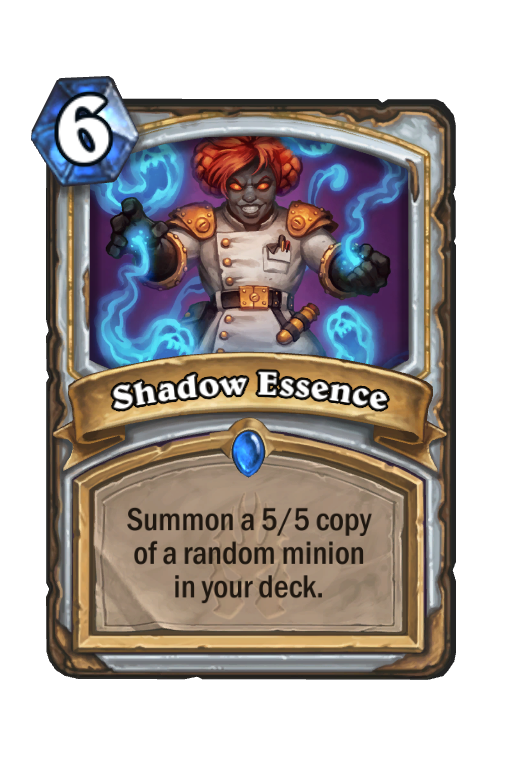 6
Shadow Essence
Summon a 5/5 copy
of a random minion
in your deck.